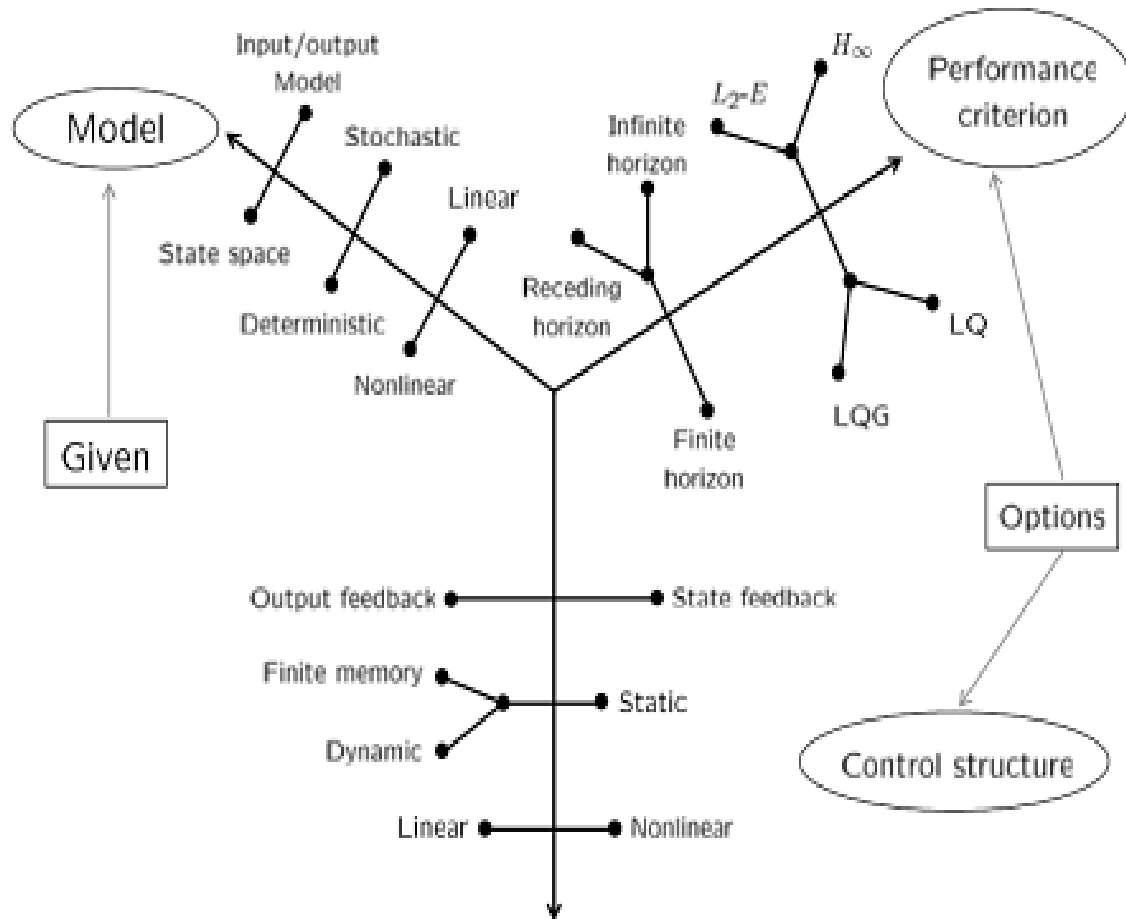 Input/output
Model
Model
Stochastic
Linear
State space
Deterministic
Nonlinear
Given
Infinite
horizon
Receding
horizon
Finite
horizon
L₂-E
H∞
Performance
criterion
LQ
LQG
Options
Output feedback
State feedback
Finite memory
Static
Dynamic
Control structure
Linear
Nonlinear